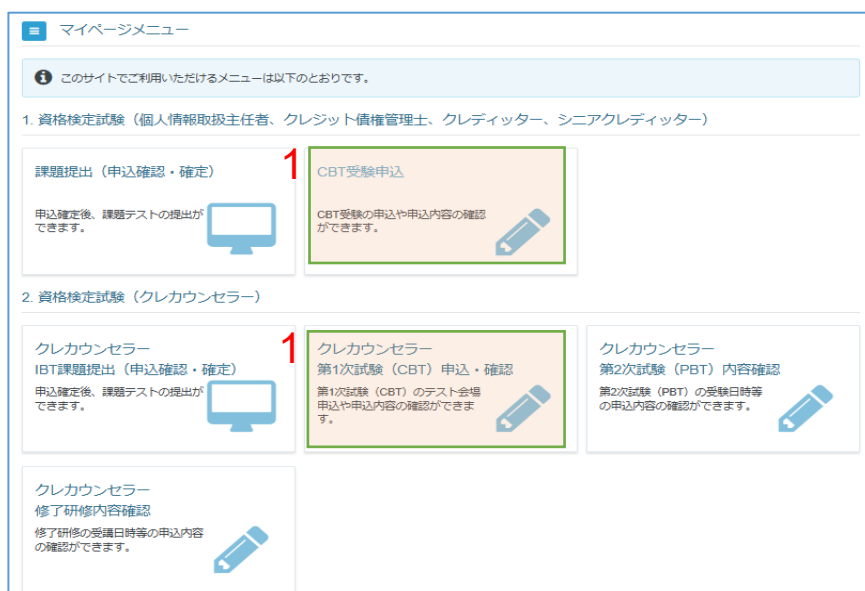 マイページメニュー
このサイトでご利用いただけるメニューは以下のとおりです。
1. 資格検定試験（個人情報取扱主任者、クレジット債権管理士、クレディッター、シニアクレディッター）
課題提出（申込確認・確定）
申込確定後、課題テストの提出が
できます。
1
CBT受験申込
CBT受験の申込や申込内容の確認
ができます。
2. 資格検定試験（クレカウンセラー）
クレカウンセラー
IBT課題提出（申込確認・確定）
申込確定後、課題テストの提出が
できます。
1
クレカウンセラー
第1次試験（CBT）申込・確認
第1次試験（CBT）のテスト会場
申込や申込内容の確認ができま
す。
クレカウンセラー
第2次試験（PBT）内容確認
第2次試験（PBT）の受験日時等
の申込内容の確認ができます。
クレカウンセラー
修了研修内容確認
修了研修の受講日時等の申込内容
の確認ができます。